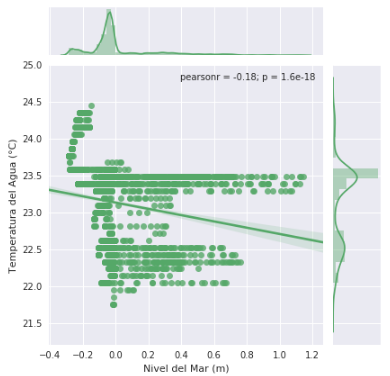 pearsonr = -0.18; p = 1.6e-18
25.0
24.5
24.0
23.5
23.0
22.5
22.0
21.5
Temperatura del Agua (°C)
−0.4 −0.2 0.0 0.2 0.4 0.6 0.8 1.0 1.2
Nivel del Mar (m)